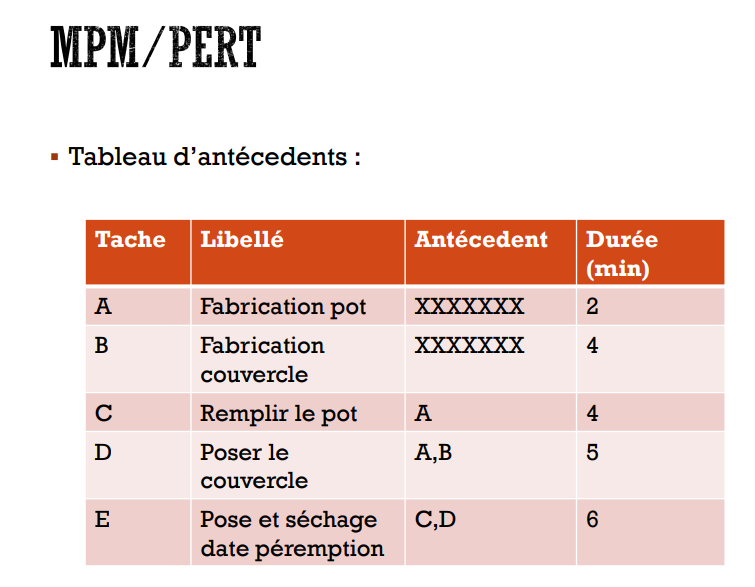 MPM/PERT
▪ Tableau d'antécedents :
Tache Libellé Antécedent Durée
(min)
A Fabrication pot XXXXXXX 2
B Fabrication XXXXXXX 4
couvercle
C Remplir le pot A 4
D Poser le A,B 5
couvercle
E Pose et séchage C,D 6
date péremption